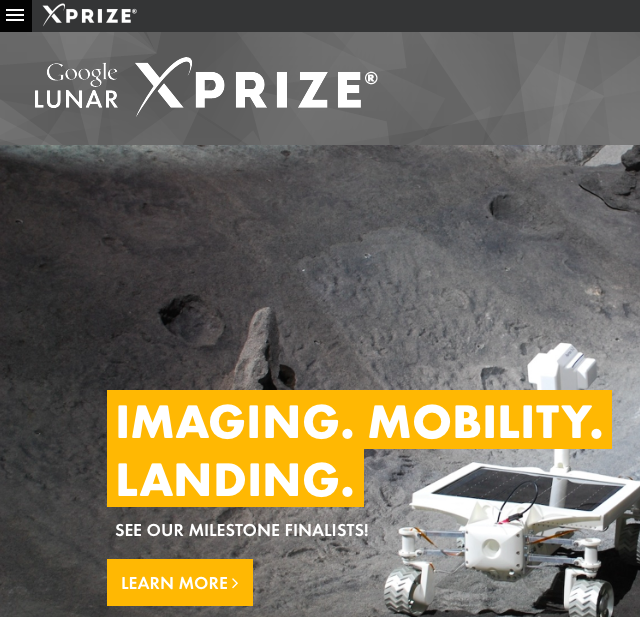 XPRIZE®
Google
LUNAR XPRIZE®
IMAGING. MOBILITY.
LANDING.
SEE OUR MILESTONE FINALISTS!
LEARN MORE >